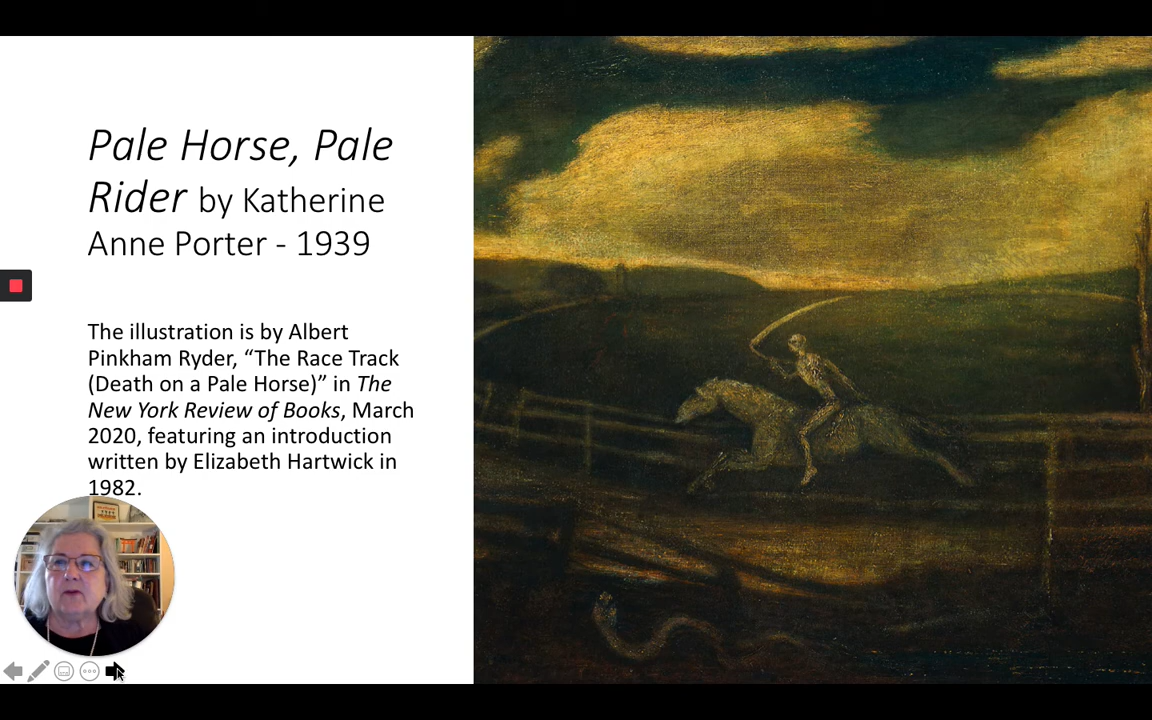 Pale Horse, Pale
Rider by Katherine
Anne Porter - 1939
The illustration is by Albert
Pinkham Ryder, “The Race Track
(Death on a Pale Horse)” in The
New York Review of Books, March
2020, featuring an introduction
written by Elizabeth Hartwick in
1982.